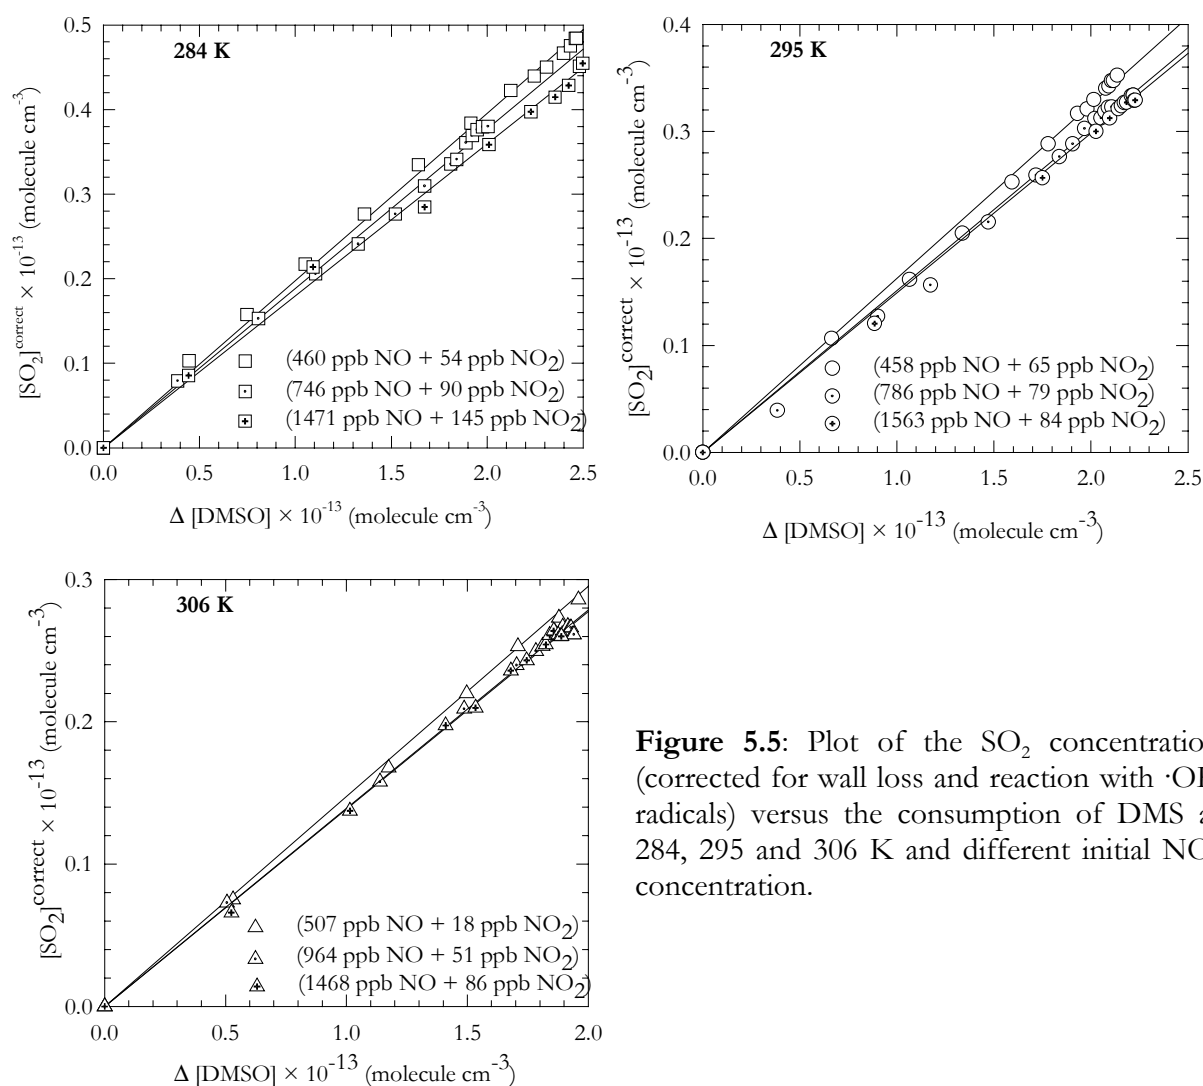 284 K
0.5
0.4
0.3
0.2
0.1
0.0
[SO2]correct × 10-13 (molecule cm-3)
(460 ppb NO + 54 ppb NO2)
(746 ppb NO + 90 ppb NO2)
(1471 ppb NO + 145 ppb NO2)
0.0 0.5 1.0 1.5 2.0 2.5
Δ [DMSO] × 10-13 (molecule cm-3)
295 K
0.4
0.3
0.2
0.1
0.0
[SO2]correct × 10-13 (molecule cm-3)
(458 ppb NO + 65 ppb NO2)
(786 ppb NO + 79 ppb NO2)
(1563 ppb NO + 84 ppb NO2)
0.0 0.5 1.0 1.5 2.0 2.5
Δ [DMSO] × 10-13 (molecule cm-3)
306 K
0.3
0.2
0.1
0.0
[SO2]correct × 10-13 (molecule cm-3)
(507 ppb NO + 18 ppb NO2)
(964 ppb NO + 51 ppb NO2)
(1468 ppb NO + 86 ppb NO2)
0.0 0.5 1.0 1.5 2.0
Δ [DMSO] × 10-13 (molecule cm-3)
Figure 5.5: Plot of the SO2 concentration
(corrected for wall loss and reaction with ·O
radicals) versus the consumption of DMS a
284, 295 and 306 K and different initial NO
concentration.